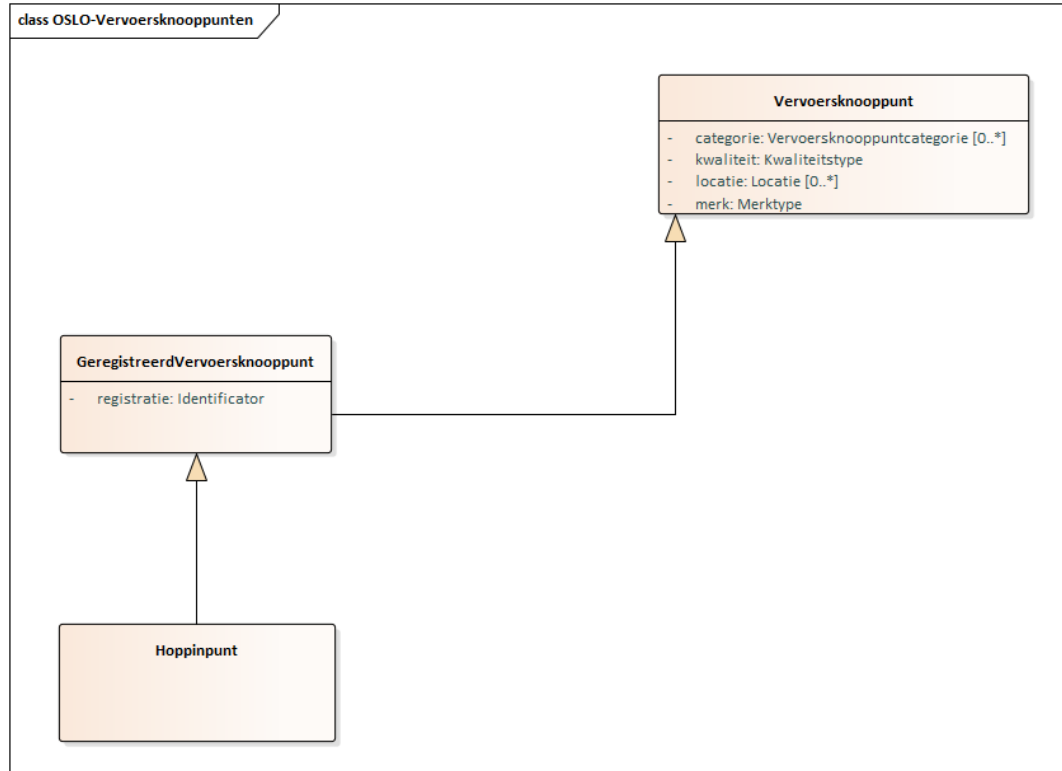 class OSLO-Vervoersknooppunten
Vervoersknooppunt
- categorie: Vervoersknooppuntcategorie [0..*]
- kwaliteit: Kwaliteitstype
- locatie: Locatie [0..*]
- merk: Merktype
GeregistreerdVervoersknooppunt
- registratie: Identificator
Hoppinpunt